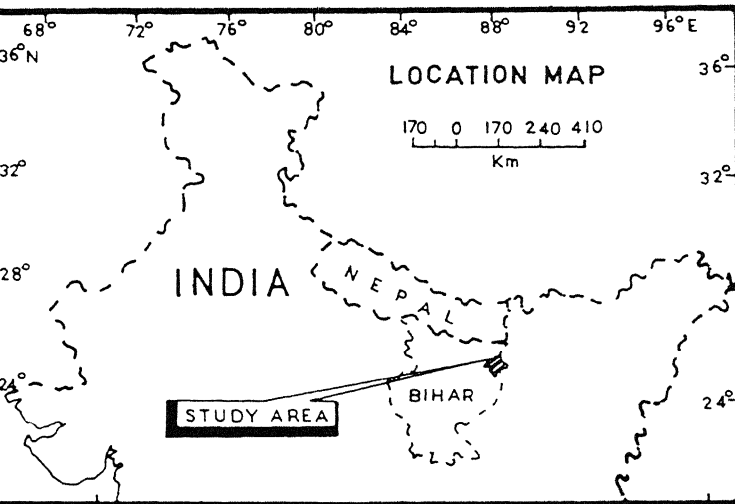 68° 72° 76° 80° 84° 88° 92 96°E
36°N
36°
LOCATION MAP
170 0 170 240 410
Km
32°
32°
28°
INDIA
NEPAL
24°
BIHAR
24°
STUDY AREA